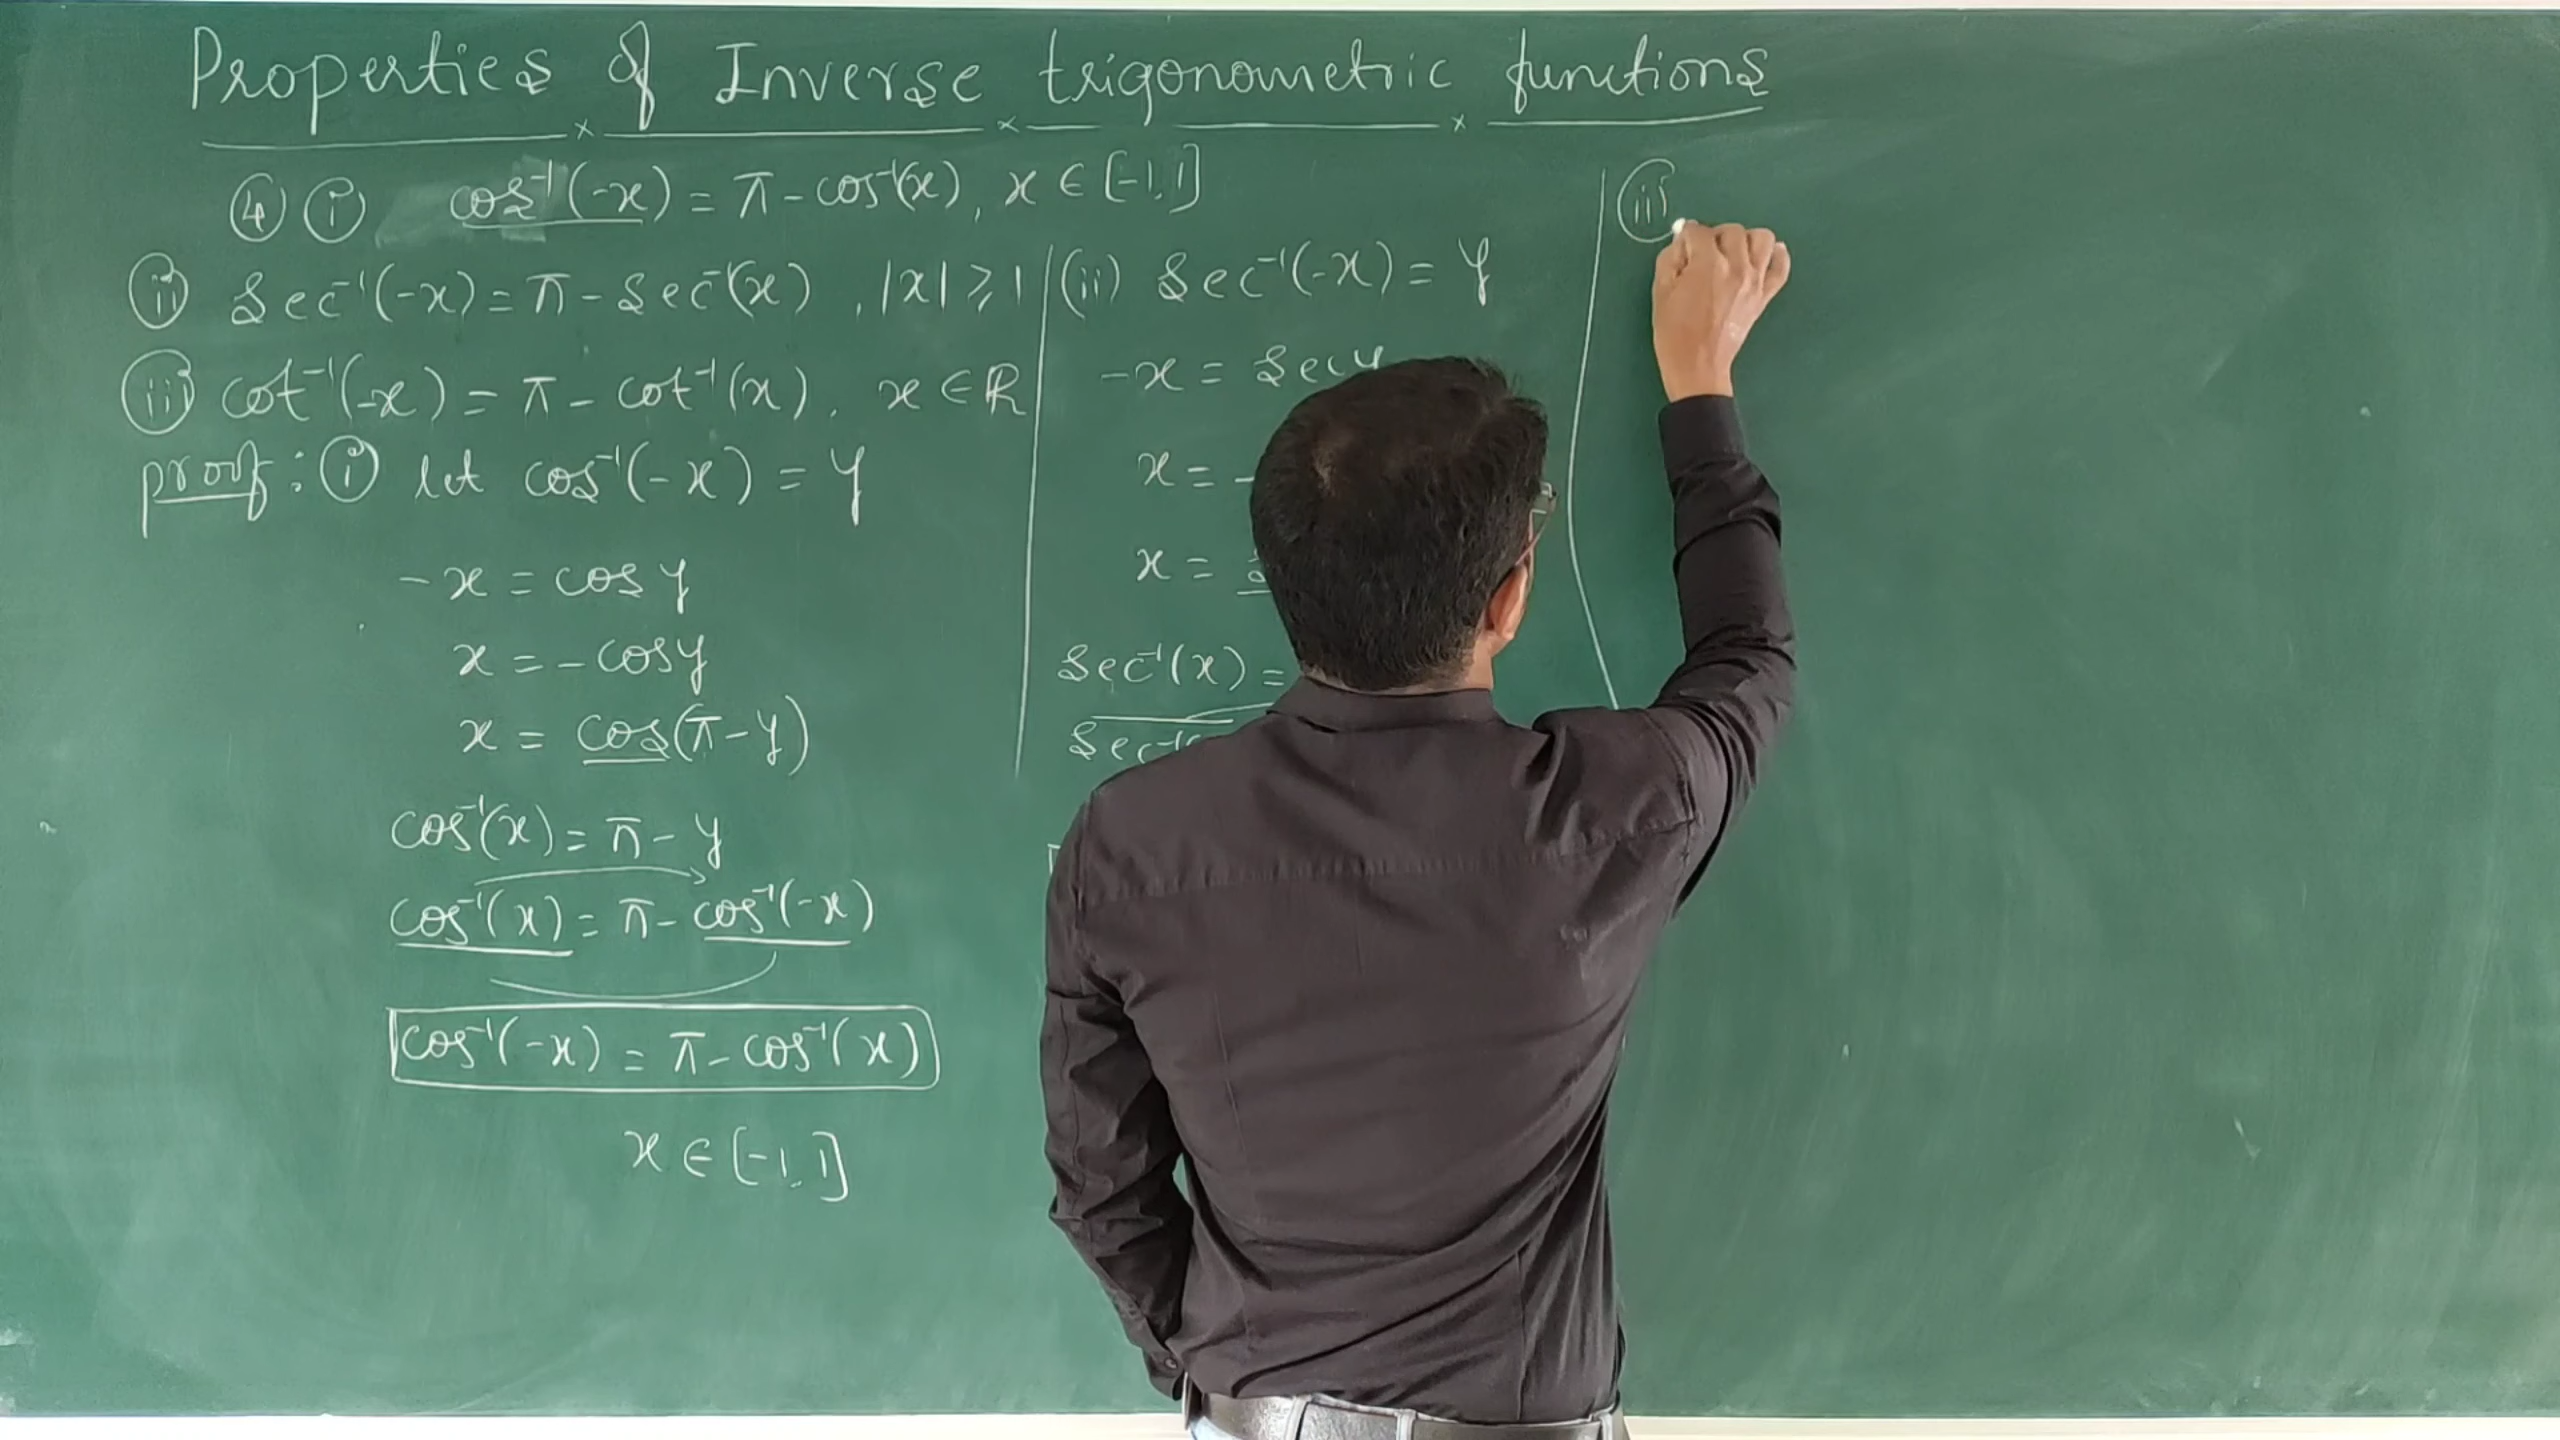 Properties of Inverse trigonometric functions
④ ⓘ cos⁻¹(-x) = π - cos⁻¹(x), x ∈ [-1, 1]
ⓘⓘ Sec⁻¹(-x) = π - Sec⁻¹(x), |x| ⩾ 1
ⓘⓘⓘ cot⁻¹(-x) = π - cot⁻¹(x), x ∈ R
proof : ⓘ let cos⁻¹(-x) = y
-x = cos y
x = - cos y
x = cos(π - y)
cos⁻¹(x) = π - y
cos⁻¹(x) = π - cos⁻¹(-x)
cos⁻¹(-x) = π - cos⁻¹(x)
x ∈ [-1, 1]
(ii) Sec⁻¹(-x) = y
-x = Sec y
x = -
x =
Sec⁻¹(x) =
Sec⁻¹
(iii)